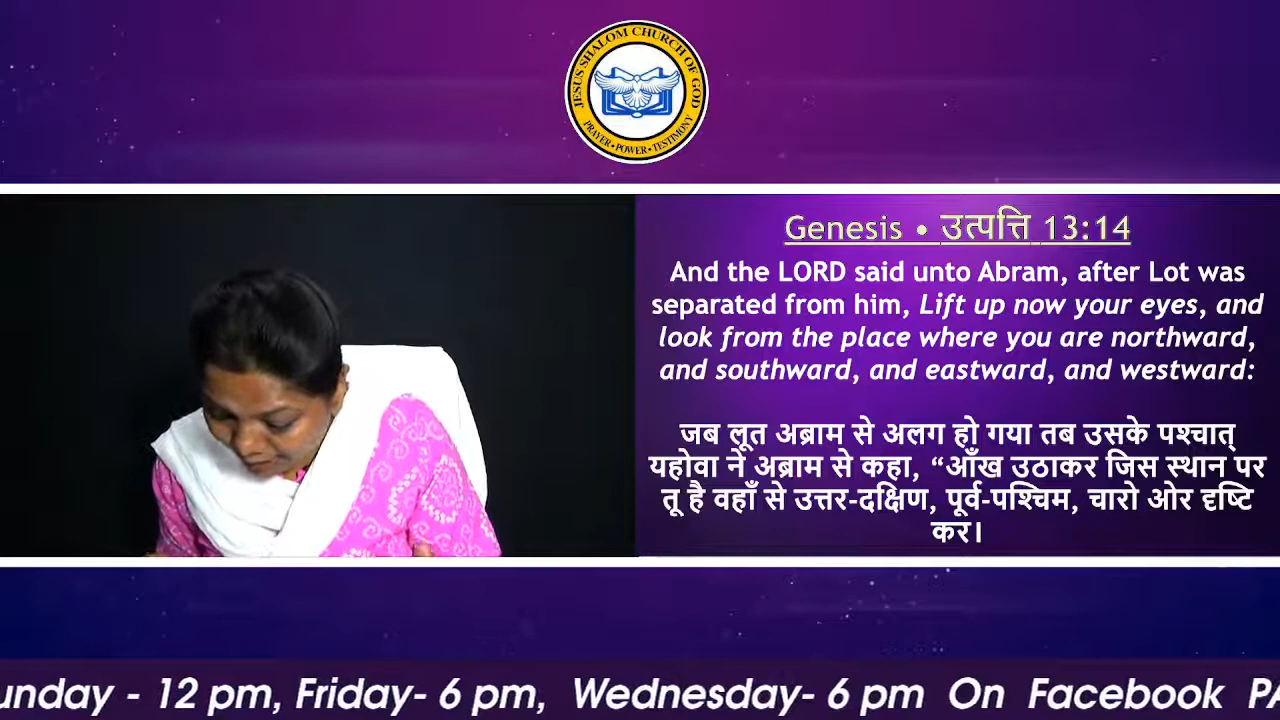 JESUS SHALOM CHURCH OF GOD
PRAYER • POWER • TESTIMONY
Genesis • उत्पत्ति 13:14
And the LORD said unto Abram, after Lot was
separated from him, Lift up now your eyes, and
look from the place where you are northward,
and southward, and eastward, and westward:
जब लूत अब्राम से अलग हो गया तब उसके पश्चात्
यहोवा ने अब्राम से कहा, “आँख उठाकर जिस स्थान पर
तू है वहाँ से उत्तर-दक्षिण, पूर्व-पश्चिम, चारो ओर दृष्टि
कर।
unday - 12 pm, Friday- 6 pm, Wednesday- 6 pm On Facebook PA